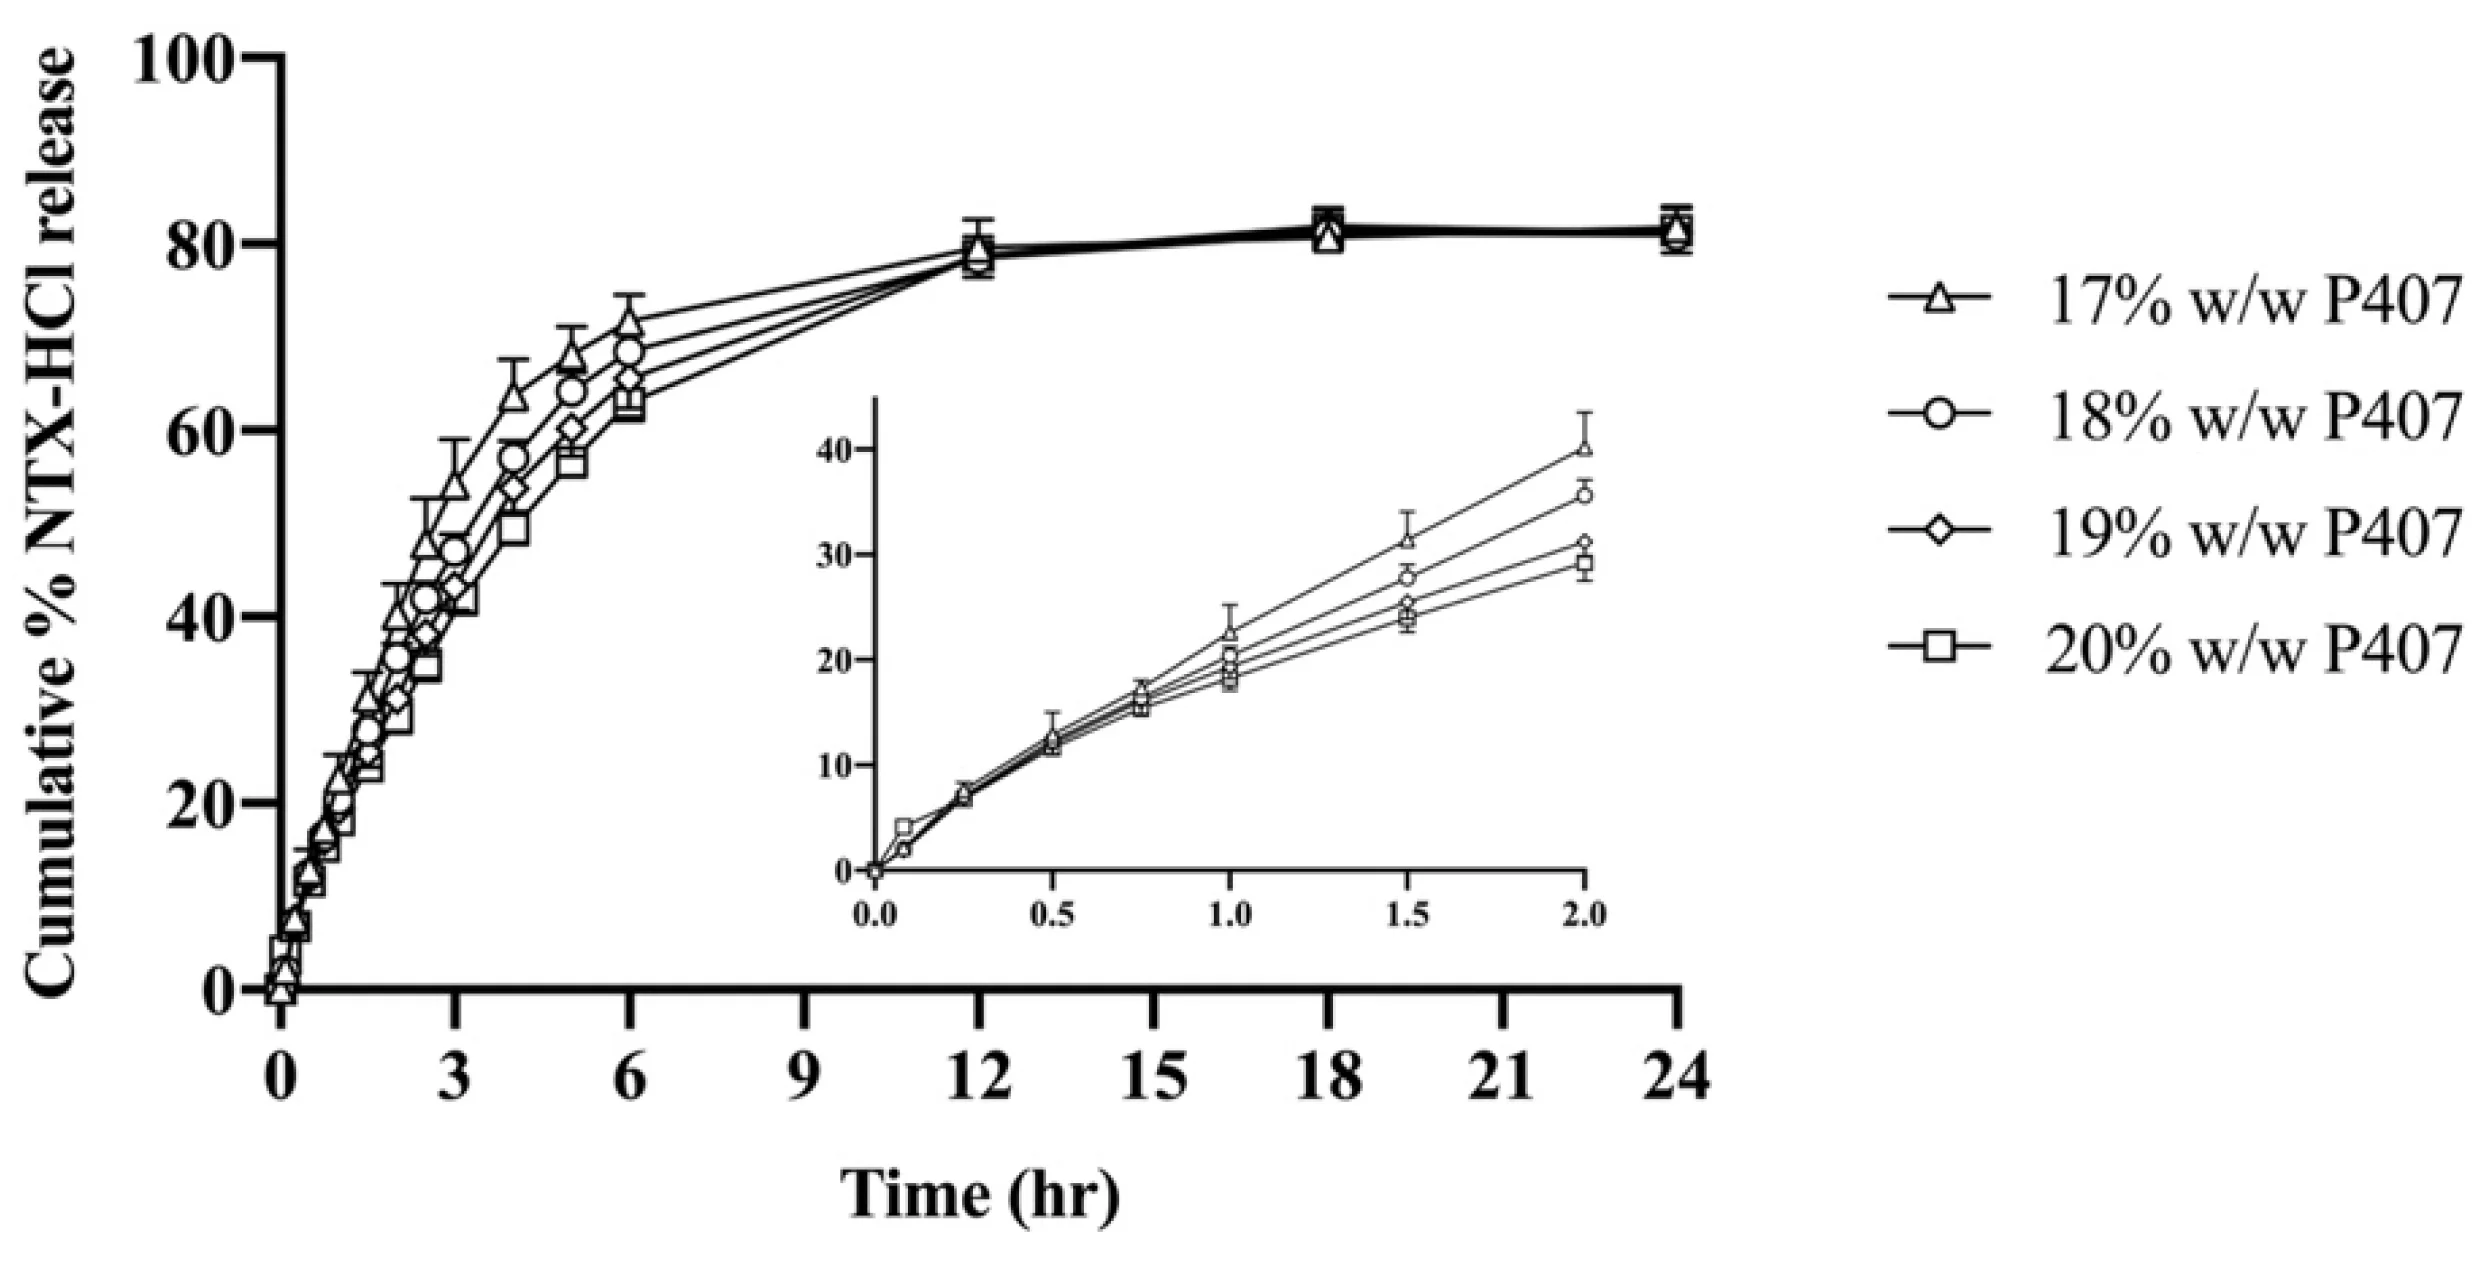 Cumulative % NTX-HCl release
100
80
60
40
20
0
0 3 6 9 12 15 18 21 24
Time (hr)
40
30
20
10
0
0.0 0.5 1.0 1.5 2.0
17% w/w P407
18% w/w P407
19% w/w P407
20% w/w P407